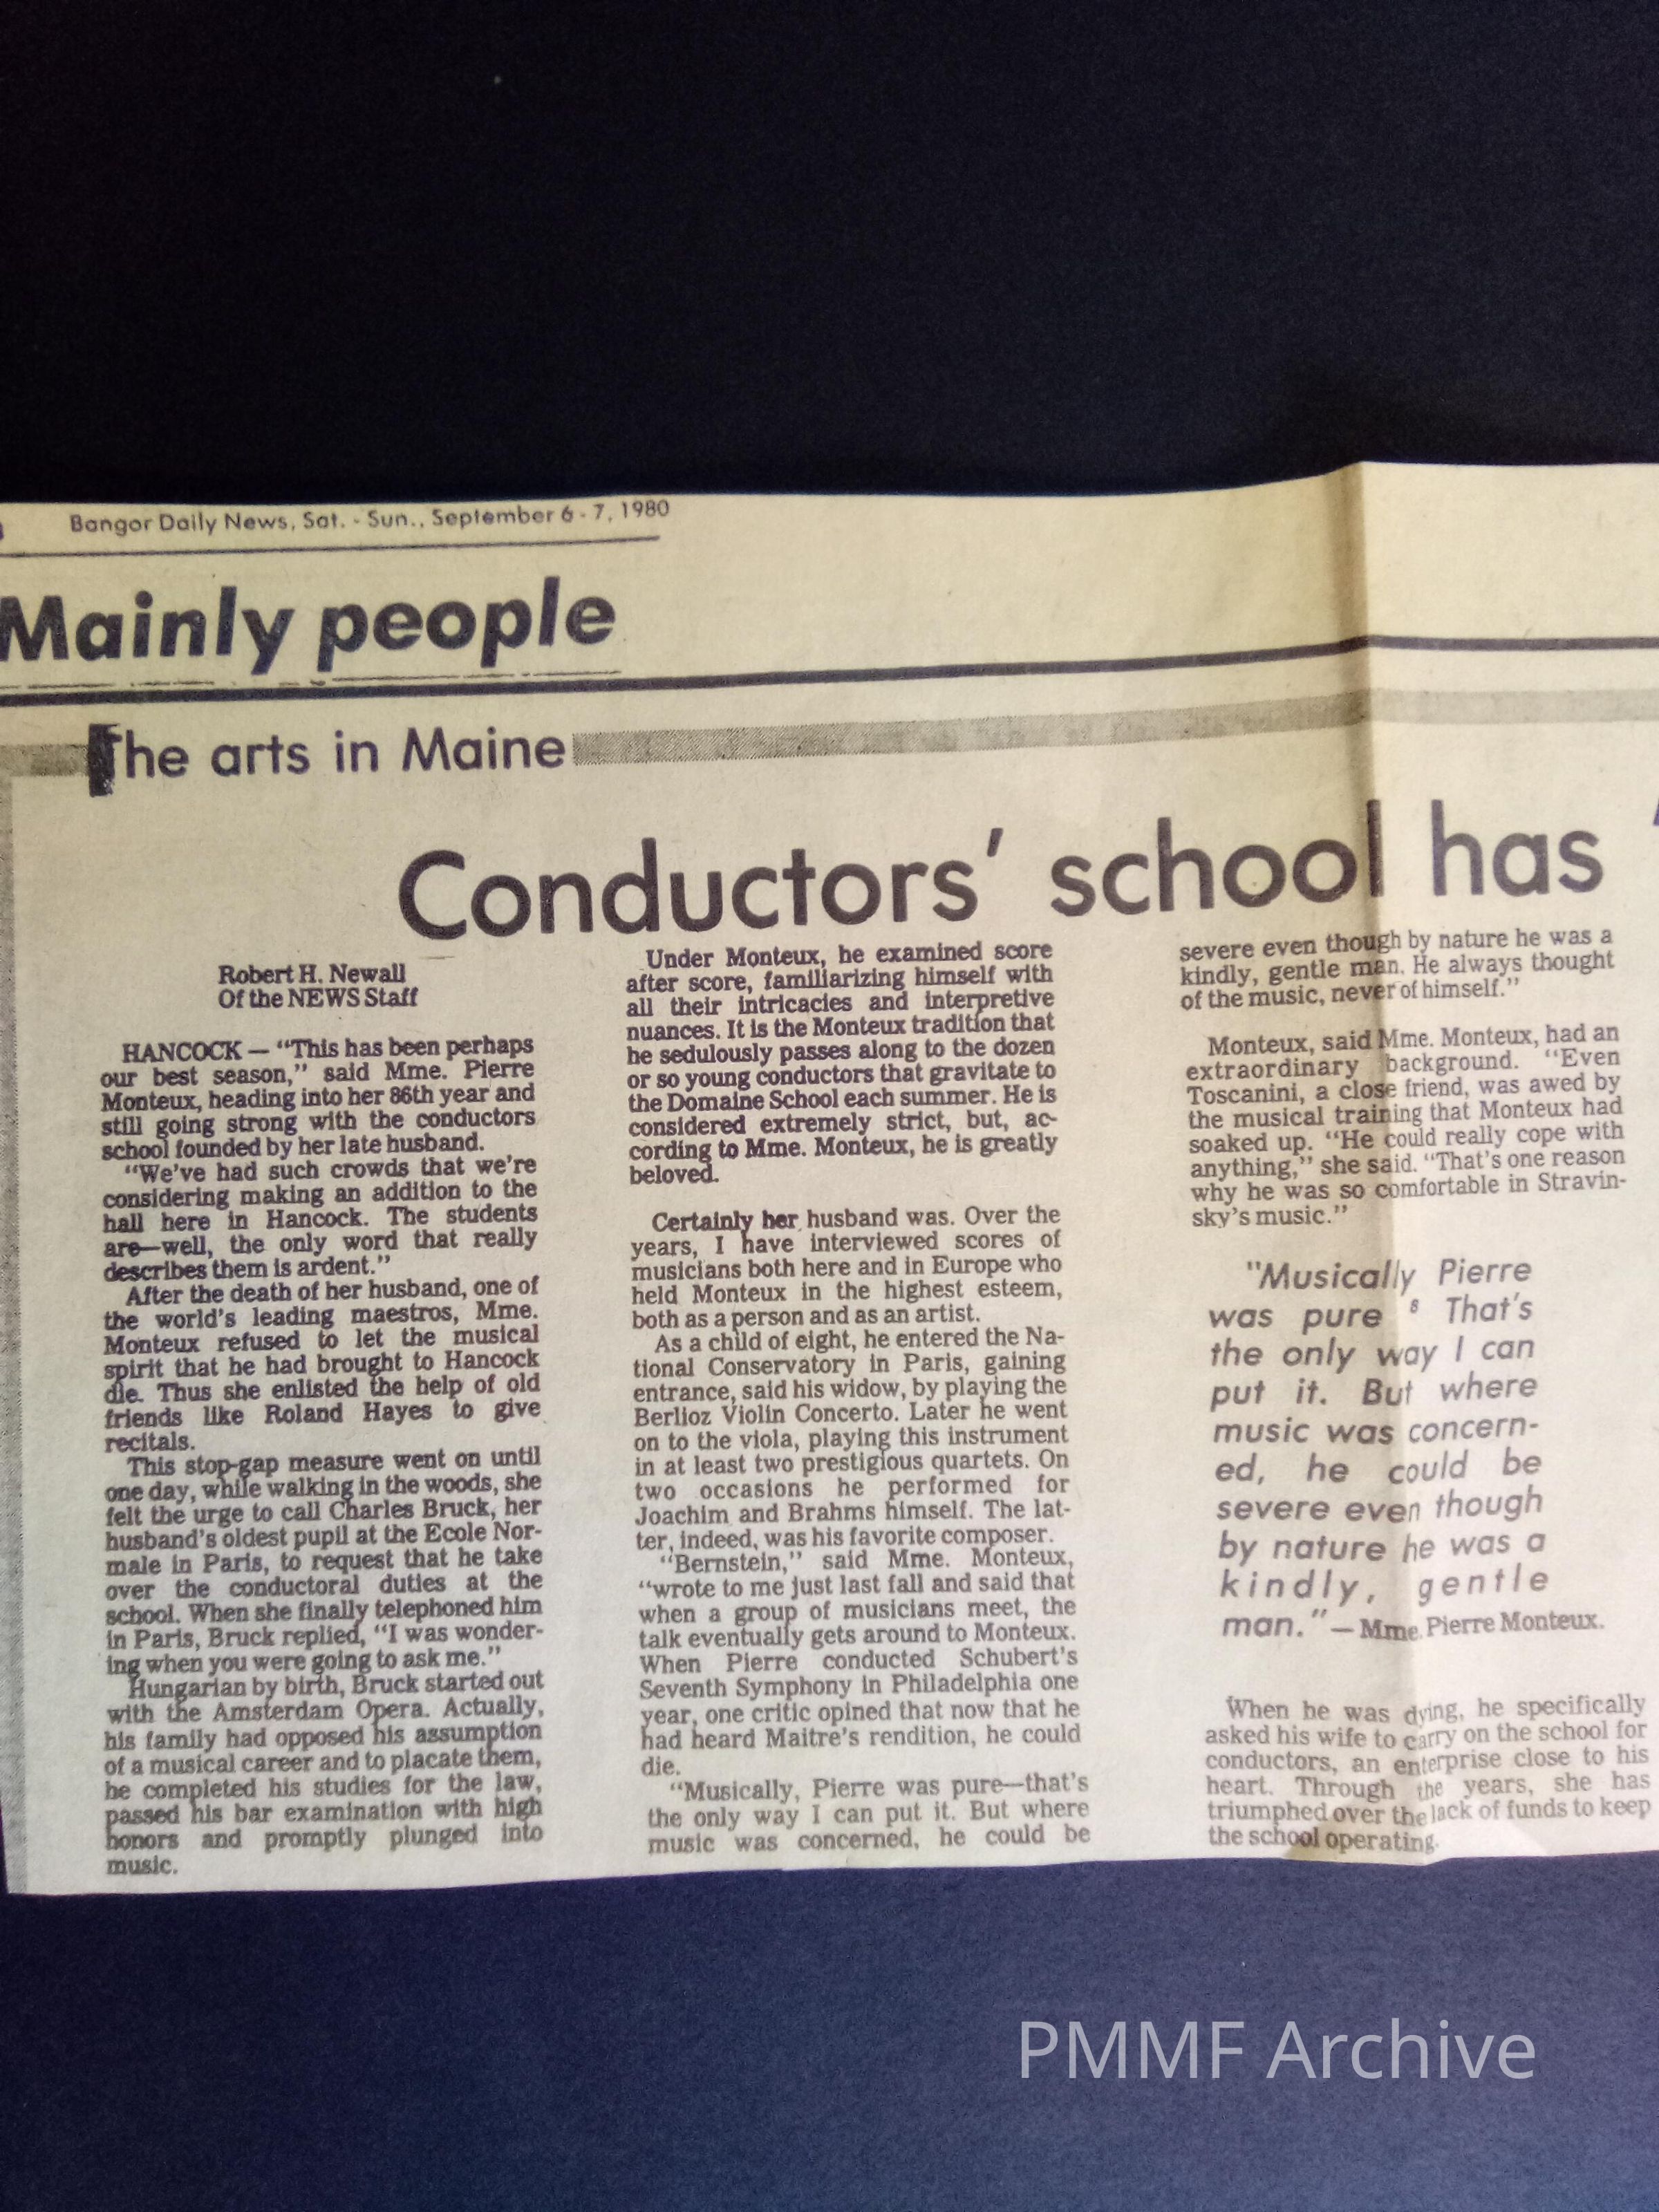 Bangor Daily News, Sat. - Sun., September 6 - 7, 1980
Mainly people
The arts in Maine
Conductors' school has
Robert H. Newall
Of the NEWS Staff
HANCOCK — “This has been perhaps
our best season,” said Mme. Pierre
Monteux, heading into her 86th year and
still going strong with the conductors
school founded by her late husband.
“We've had such crowds that we're
considering making an addition to the
hall here in Hancock. The students
are—well, the only word that really
describes them is ardent.”
After the death of her husband, one of
the world's leading maestros, Mme.
Monteux refused to let the musical
spirit that he had brought to Hancock
die. Thus she enlisted the help of old
friends like Roland Hayes to give
recitals.
This stop-gap measure went on until
one day, while walking in the woods, she
felt the urge to call Charles Bruck, her
husband's oldest pupil at the Ecole Nor-
male in Paris, to request that he take
over the conductoral duties at the
school. When she finally telephoned him
in Paris, Bruck replied, “I was wonder-
ing when you were going to ask me.”
Hungarian by birth, Bruck started out
with the Amsterdam Opera. Actually,
his family had opposed his assumption
of a musical career and to placate them,
he completed his studies for the law,
passed his bar examination with high
honors and promptly plunged into
music.
Under Monteux, he examined score
after score, familiarizing himself with
all their intricacies and interpretive
nuances. It is the Monteux tradition that
he sedulously passes along to the dozen
or so young conductors that gravitate to
the Domaine School each summer. He is
considered extremely strict, but, ac-
cording to Mme. Monteux, he is greatly
beloved.
Certainly her husband was. Over the
years, I have interviewed scores of
musicians both here and in Europe who
held Monteux in the highest esteem,
both as a person and as an artist.
As a child of eight, he entered the Na-
tional Conservatory in Paris, gaining
entrance, said his widow, by playing the
Berlioz Violin Concerto. Later he went
on to the viola, playing this instrument
in at least two prestigious quartets. On
two occasions he performed for
Joachim and Brahms himself. The lat-
ter, indeed, was his favorite composer.
“Bernstein,” said Mme. Monteux,
“wrote to me just last fall and said that
when a group of musicians meet, the
talk eventually gets around to Monteux.
When Pierre conducted Schubert's
Seventh Symphony in Philadelphia one
year, one critic opined that now that he
had heard Maitre's rendition, he could
die.
“Musically, Pierre was pure—that's
the only way I can put it. But where
music was concerned, he could be
severe even though by nature he was a
kindly, gentle man. He always thought
of the music, never of himself.”
Monteux, said Mme. Monteux, had an
extraordinary background. “Even
Toscanini, a close friend, was awed by
the musical training that Monteux had
soaked up. “He could really cope with
anything,” she said. “That's one reason
why he was so comfortable in Stravin-
sky's music.”
"Musically Pierre
was pure 8 That's
the only way I can
put it. But where
music was concern-
ed, he could be
severe even though
by nature he was a
kindly, gentle
man." — Mme. Pierre Monteux.
When he was dying, he specifically
asked his wife to carry on the school for
conductors, an enterprise close to his
heart. Through the years, she has
triumphed over the lack of funds to keep
the school operating.
PMMF Archive